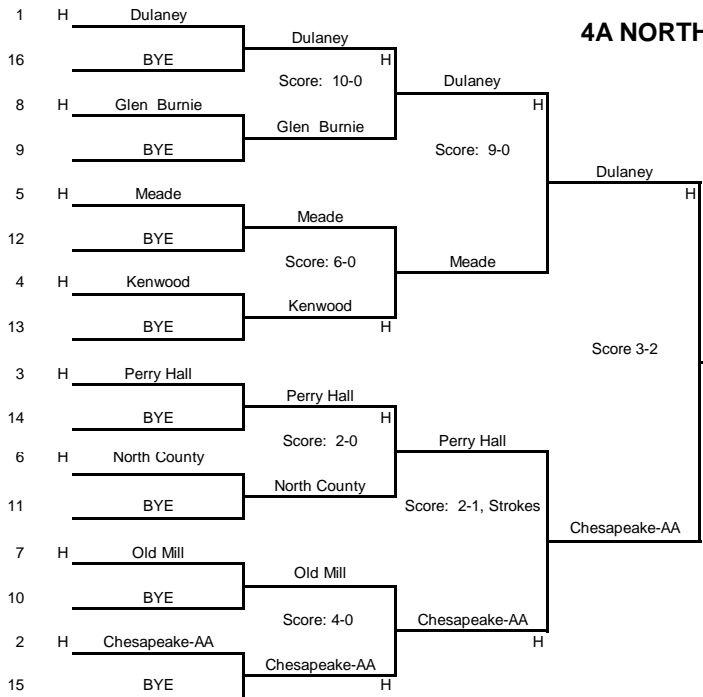 1 H Dulaney
Dulaney
4A NORTH
16 BYE
H
Score: 10-0
Dulaney
8 H Glen Burnie
H
Glen Burnie
9 BYE
Score: 9-0
Dulaney
5 H Meade
H
Meade
12 BYE
Score: 6-0
Meade
4 H Kenwood
Kenwood
13 BYE
H
Score 3-2
3 H Perry Hall
Perry Hall
14 BYE
H
Score: 2-0
Perry Hall
6 H North County
North County
11 BYE
Score: 2-1, Strokes
Chesapeake-AA
7 H Old Mill
Old Mill
10 BYE
Score: 4-0
Chesapeake-AA
2 H Chesapeake-AA
H
Chesapeake-AA
15 BYE
H